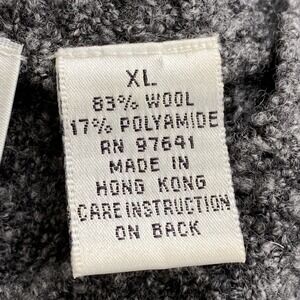 XL
83% WOOL
17% POLYAMIDE
RN 97641
MADE IN
HONG KONG
CARE INSTRUCTION
ON BACK